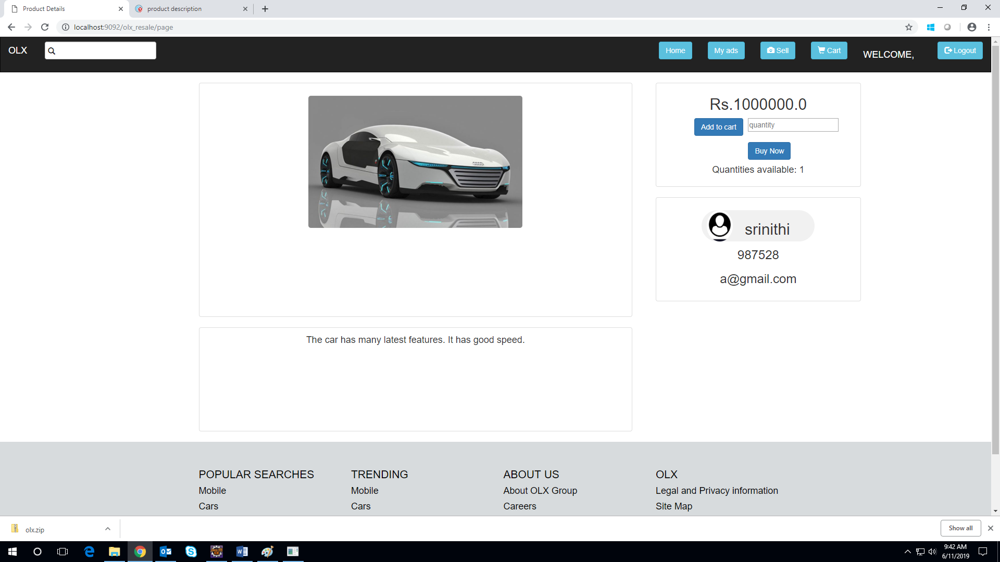 Product Details
product description
localhost:9092/olx_resale/page
OLX
Home
My ads
Sell
Cart
WELCOME,
Logout
Rs.1000000.0
Add to cart
quantity
Buy Now
Quantities available: 1
srinithi
987528
a@gmail.com
The car has many latest features. It has good speed.
POPULAR SEARCHES
Mobile
Cars
TRENDING
Mobile
Cars
ABOUT US
About OLX Group
Careers
OLX
Legal and Privacy information
Site Map
olx.zip
Show all
9:42 AM
6/11/2019